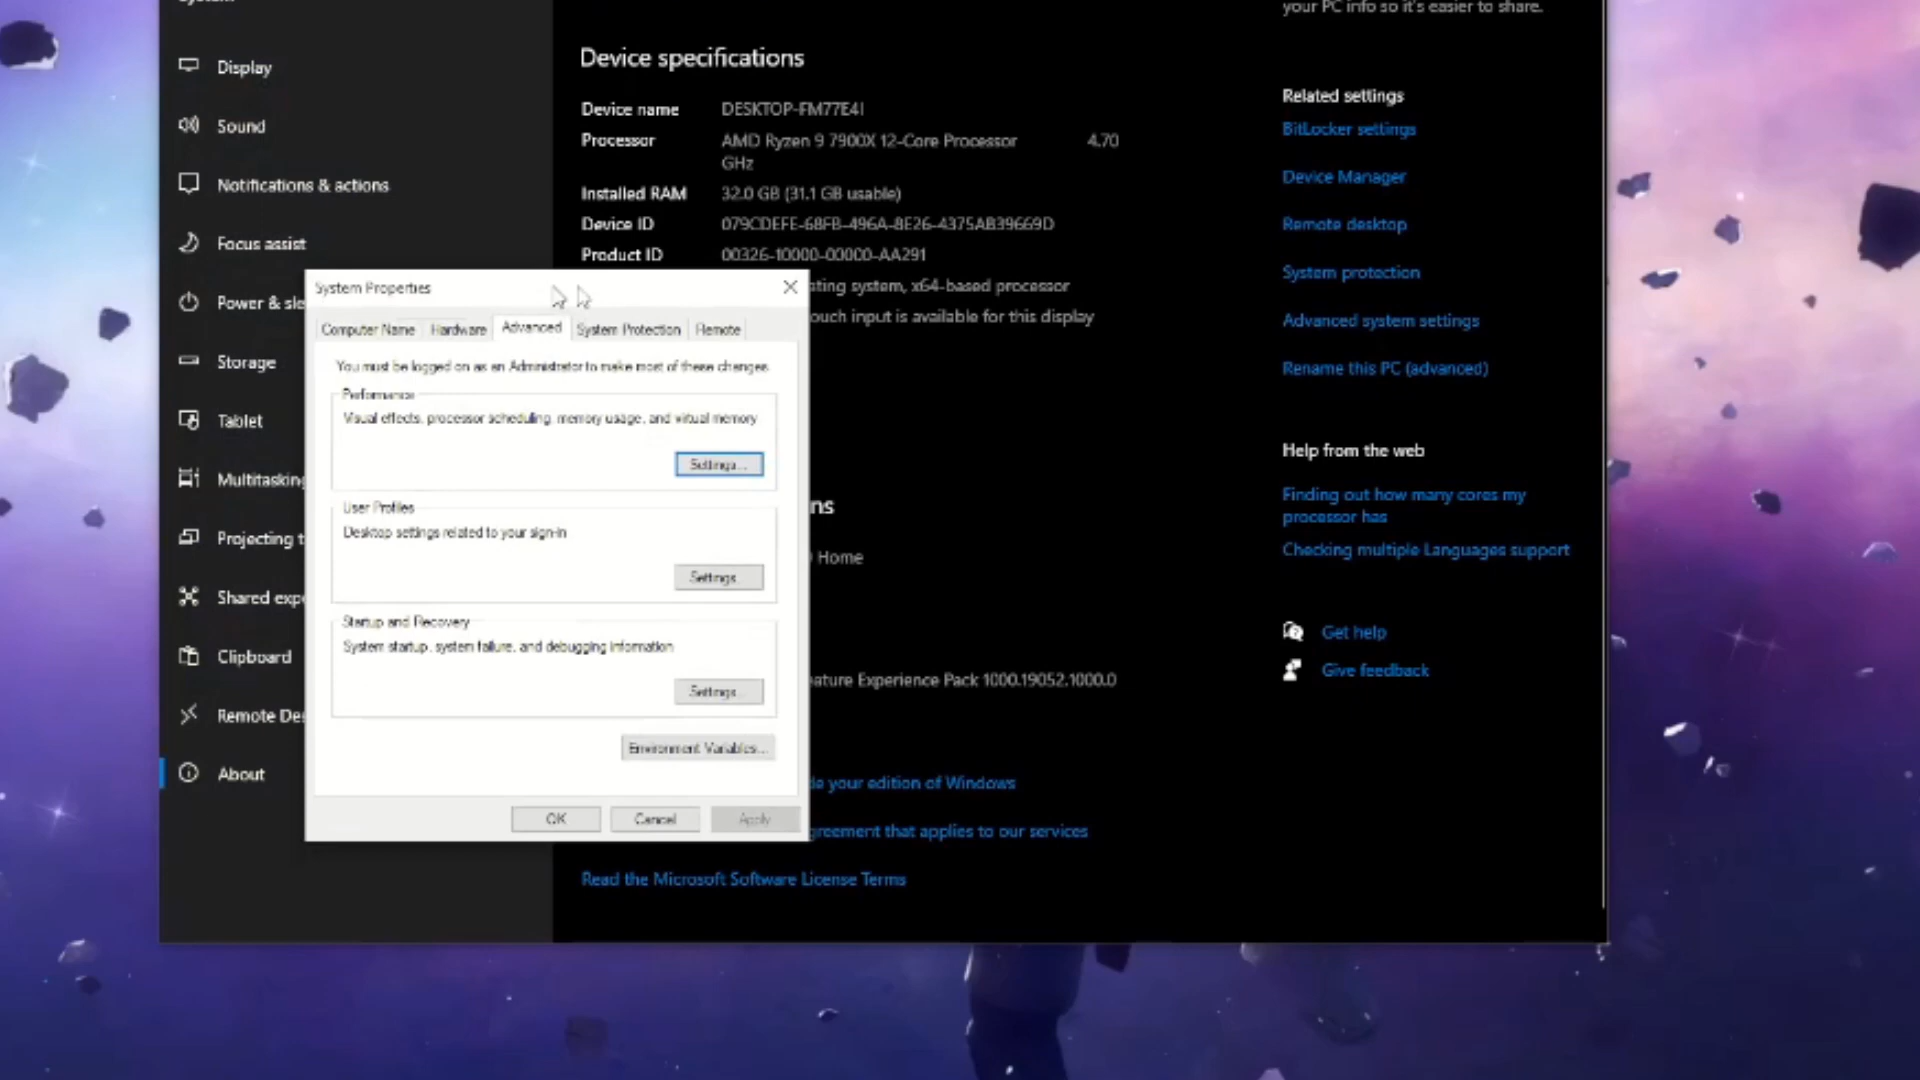 your PC info so it's easier to share.
Display
Sound
Notifications & actions
Focus assist
Power & sle
Storage
Tablet
Multitasking
Projecting t
Shared exp
Clipboard
Remote Des
About
Device specifications
Device name DESKTOP-FM77E4I
Processor AMD Ryzen 9 7900X 12-Core Processor 4.70
GHz
Installed RAM 32.0 GB (31.1 GB usable)
Device ID 079CDEFE-68FB-496A-8E26-4375AB39669D
Product ID 00326-10000-00000-AA291
ating system, x64-based processor
ouch input is available for this display
ns
Home
ature Experience Pack 1000.19052.1000.0
de your edition of Windows
greement that applies to our services
Read the Microsoft Software License Terms
System Properties
Computer Name Hardware Advanced System Protection Remote
You must be logged on as an Administrator to make most of these changes.
Performance
Visual effects, processor scheduling, memory usage, and virtual memory
Settings...
User Profiles
Desktop settings related to your sign-in
Settings...
Startup and Recovery
System startup, system failure, and debugging information
Settings...
Environment Variables...
OK Cancel Apply
Related settings
BitLocker settings
Device Manager
Remote desktop
System protection
Advanced system settings
Rename this PC (advanced)
Help from the web
Finding out how many cores my
processor has
Checking multiple Languages support
Get help
Give feedback